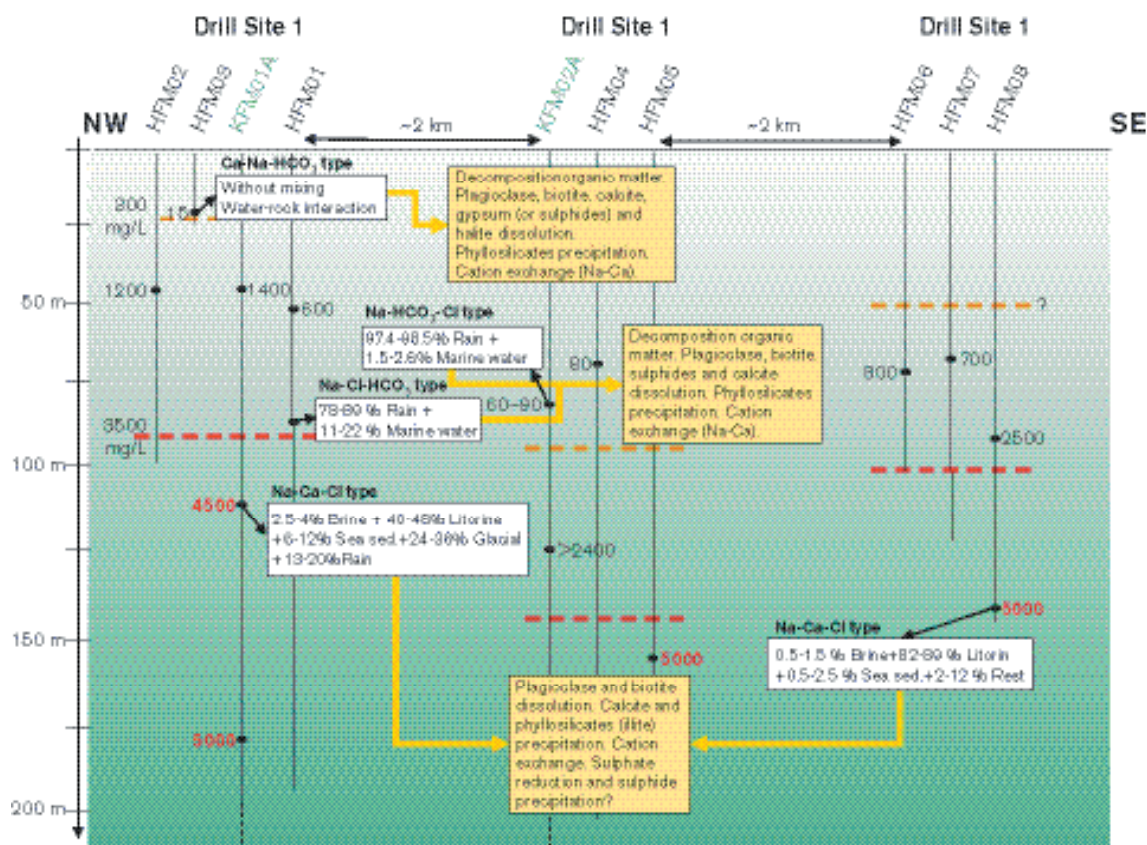 Drill Site 1
Drill Site 1
Drill Site 1
HFM02
HFM03
KFM01A
HFM01
KFM02A
HFM04
HFM05
HFM06
HFM07
HFM08
NW
~2 km
~2 km
SE
Ca-Na-HCO₃ type
Without mixing
Water-rock interaction
Decomposition organic matter.
Plagioclase, biotite, calcite,
gypsum (or sulphides) and
halite dissolution.
Phyllosilicates precipitation.
Cation exchange (Na-Ca).
200
mg/L
15
1200
1400
600
50 m
?
Na-HCO₃-Cl type
97.4-98.5% Rain +
1.5-2.6% Marine water
80
Decomposition organic
matter. Plagioclase, biotite,
sulphides and calcite
dissolution. Phyllosilicates
precipitation. Cation
exchange (Na-Ca).
800
700
Na-Cl-HCO₃ type
78-89 % Rain +
11-22 % Marine water
60-90
3500
mg/L
2500
100 m
Na-Ca-Cl type
4500
2.5-4% Brine + 40-48% Litorine
+6-12% Sea sed.+24-36% Glacial
+13-20%Rain
>2400
150 m
5000
5000
Na-Ca-Cl type
0.5-1.5 % Brine+82-89 % Litorin
+0.5-2.5 % Sea sed.+2-12 % Rest
Plagioclase and biotite
dissolution. Calcite and
phyllosilicates (illite)
precipitation. Cation
exchange. Sulphate
reduction and sulphide
precipitation?
200 m